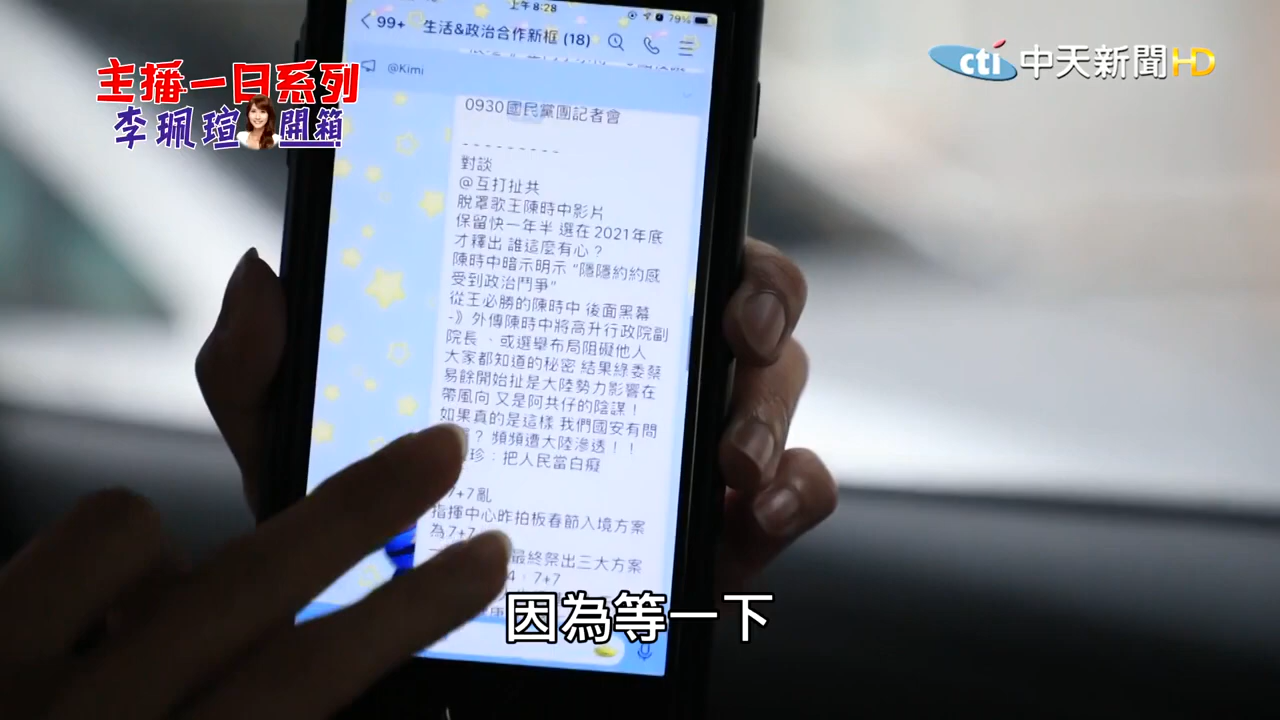 上午8:28
79%
99+ 生活&政治合作新框 (18)
@Kimi
主播一日系列
李珮瑄 開箱
cti 中天新聞HD
0930國民黨團記者會
---------
對談
@互打扯共
脫罩歌王陳時中影片
保留快一年半 選在2021年底
才釋出 誰這麼有心？
陳時中暗示明示“隱隱約約感
受到政治鬥爭”
從王必勝的陳時中 後面黑幕
-》外傳陳時中將高升行政院副
院長 、或選舉布局阻礙他人
大家都知道的秘密 結果綠委蔡
易餘開始扯是大陸勢力影響在
帶風向 又是阿共仔的陰謀！
如果真的是這樣 我們國安有問
？ 頻頻遭大陸滲透！！
珍：把人民當白癡
7+7亂
指揮中心昨拍板春節入境方案
為7+7
最終祭出三大方案
4：7+7
因為等一下